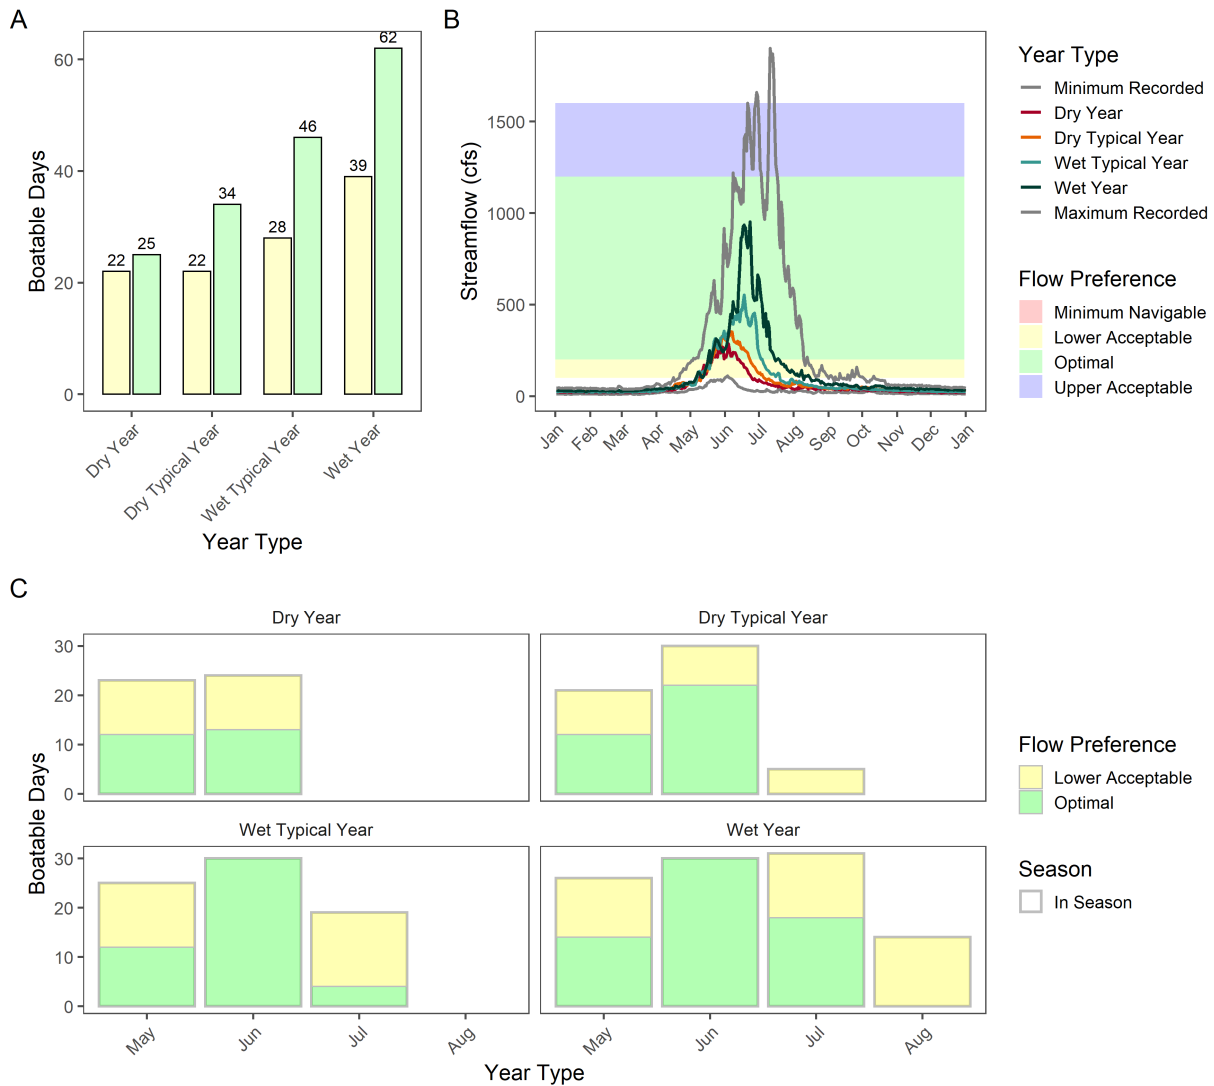 A
Boatable Days
60
40
20
0
22
25
22
34
28
46
39
62
Dry Year
Dry Typical Year
Wet Typical Year
Wet Year
Year Type
B
Streamflow (cfs)
1500
1000
500
0
Jan
Feb
Mar
Apr
May
Jun
Jul
Aug
Sep
Oct
Nov
Dec
Jan
Year Type
Minimum Recorded
Dry Year
Dry Typical Year
Wet Typical Year
Wet Year
Maximum Recorded
Flow Preference
Minimum Navigable
Lower Acceptable
Optimal
Upper Acceptable
C
Boatable Days
Dry Year
Dry Typical Year
30
20
10
0
Wet Typical Year
Wet Year
30
20
10
0
May
Jun
Jul
Aug
May
Jun
Jul
Aug
Year Type
Flow Preference
Lower Acceptable
Optimal
Season
In Season